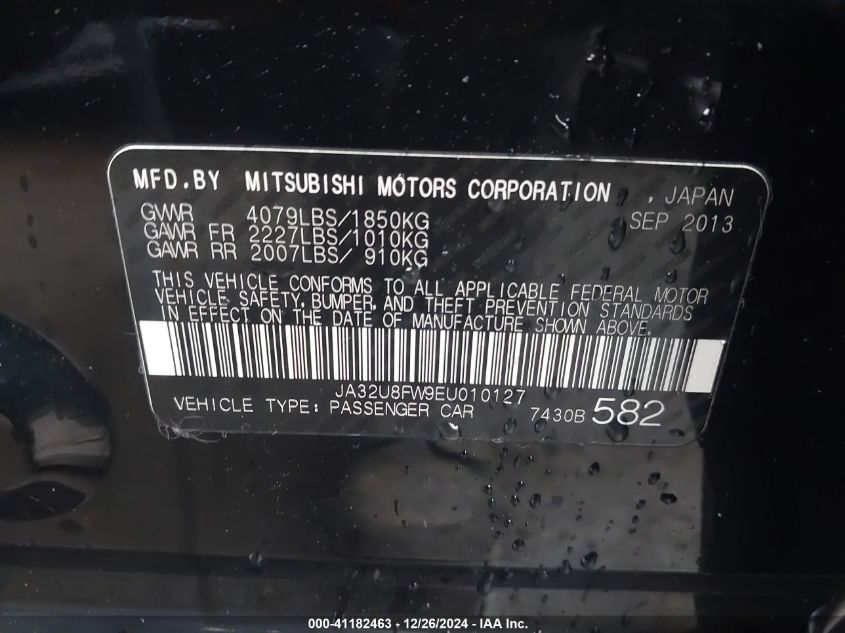 MFD.BY MITSUBISHI MOTORS CORPORATION , JAPAN
GVWR 4079LBS/1850KG SEP 2013
GAWR FR 2227LBS/1010KG
GAWR RR 2007LBS/ 910KG
THIS VEHICLE CONFORMS TO ALL APPLICABLE FEDERAL MOTOR
VEHICLE SAFETY, BUMPER, AND THEFT PREVENTION STANDARDS
IN EFFECT ON THE DATE OF MANUFACTURE SHOWN ABOVE.
JA32U8FW9EU010127
VEHICLE TYPE: PASSENGER CAR 7430B 582
000-41182463 - 12/26/2024 - IAA Inc.